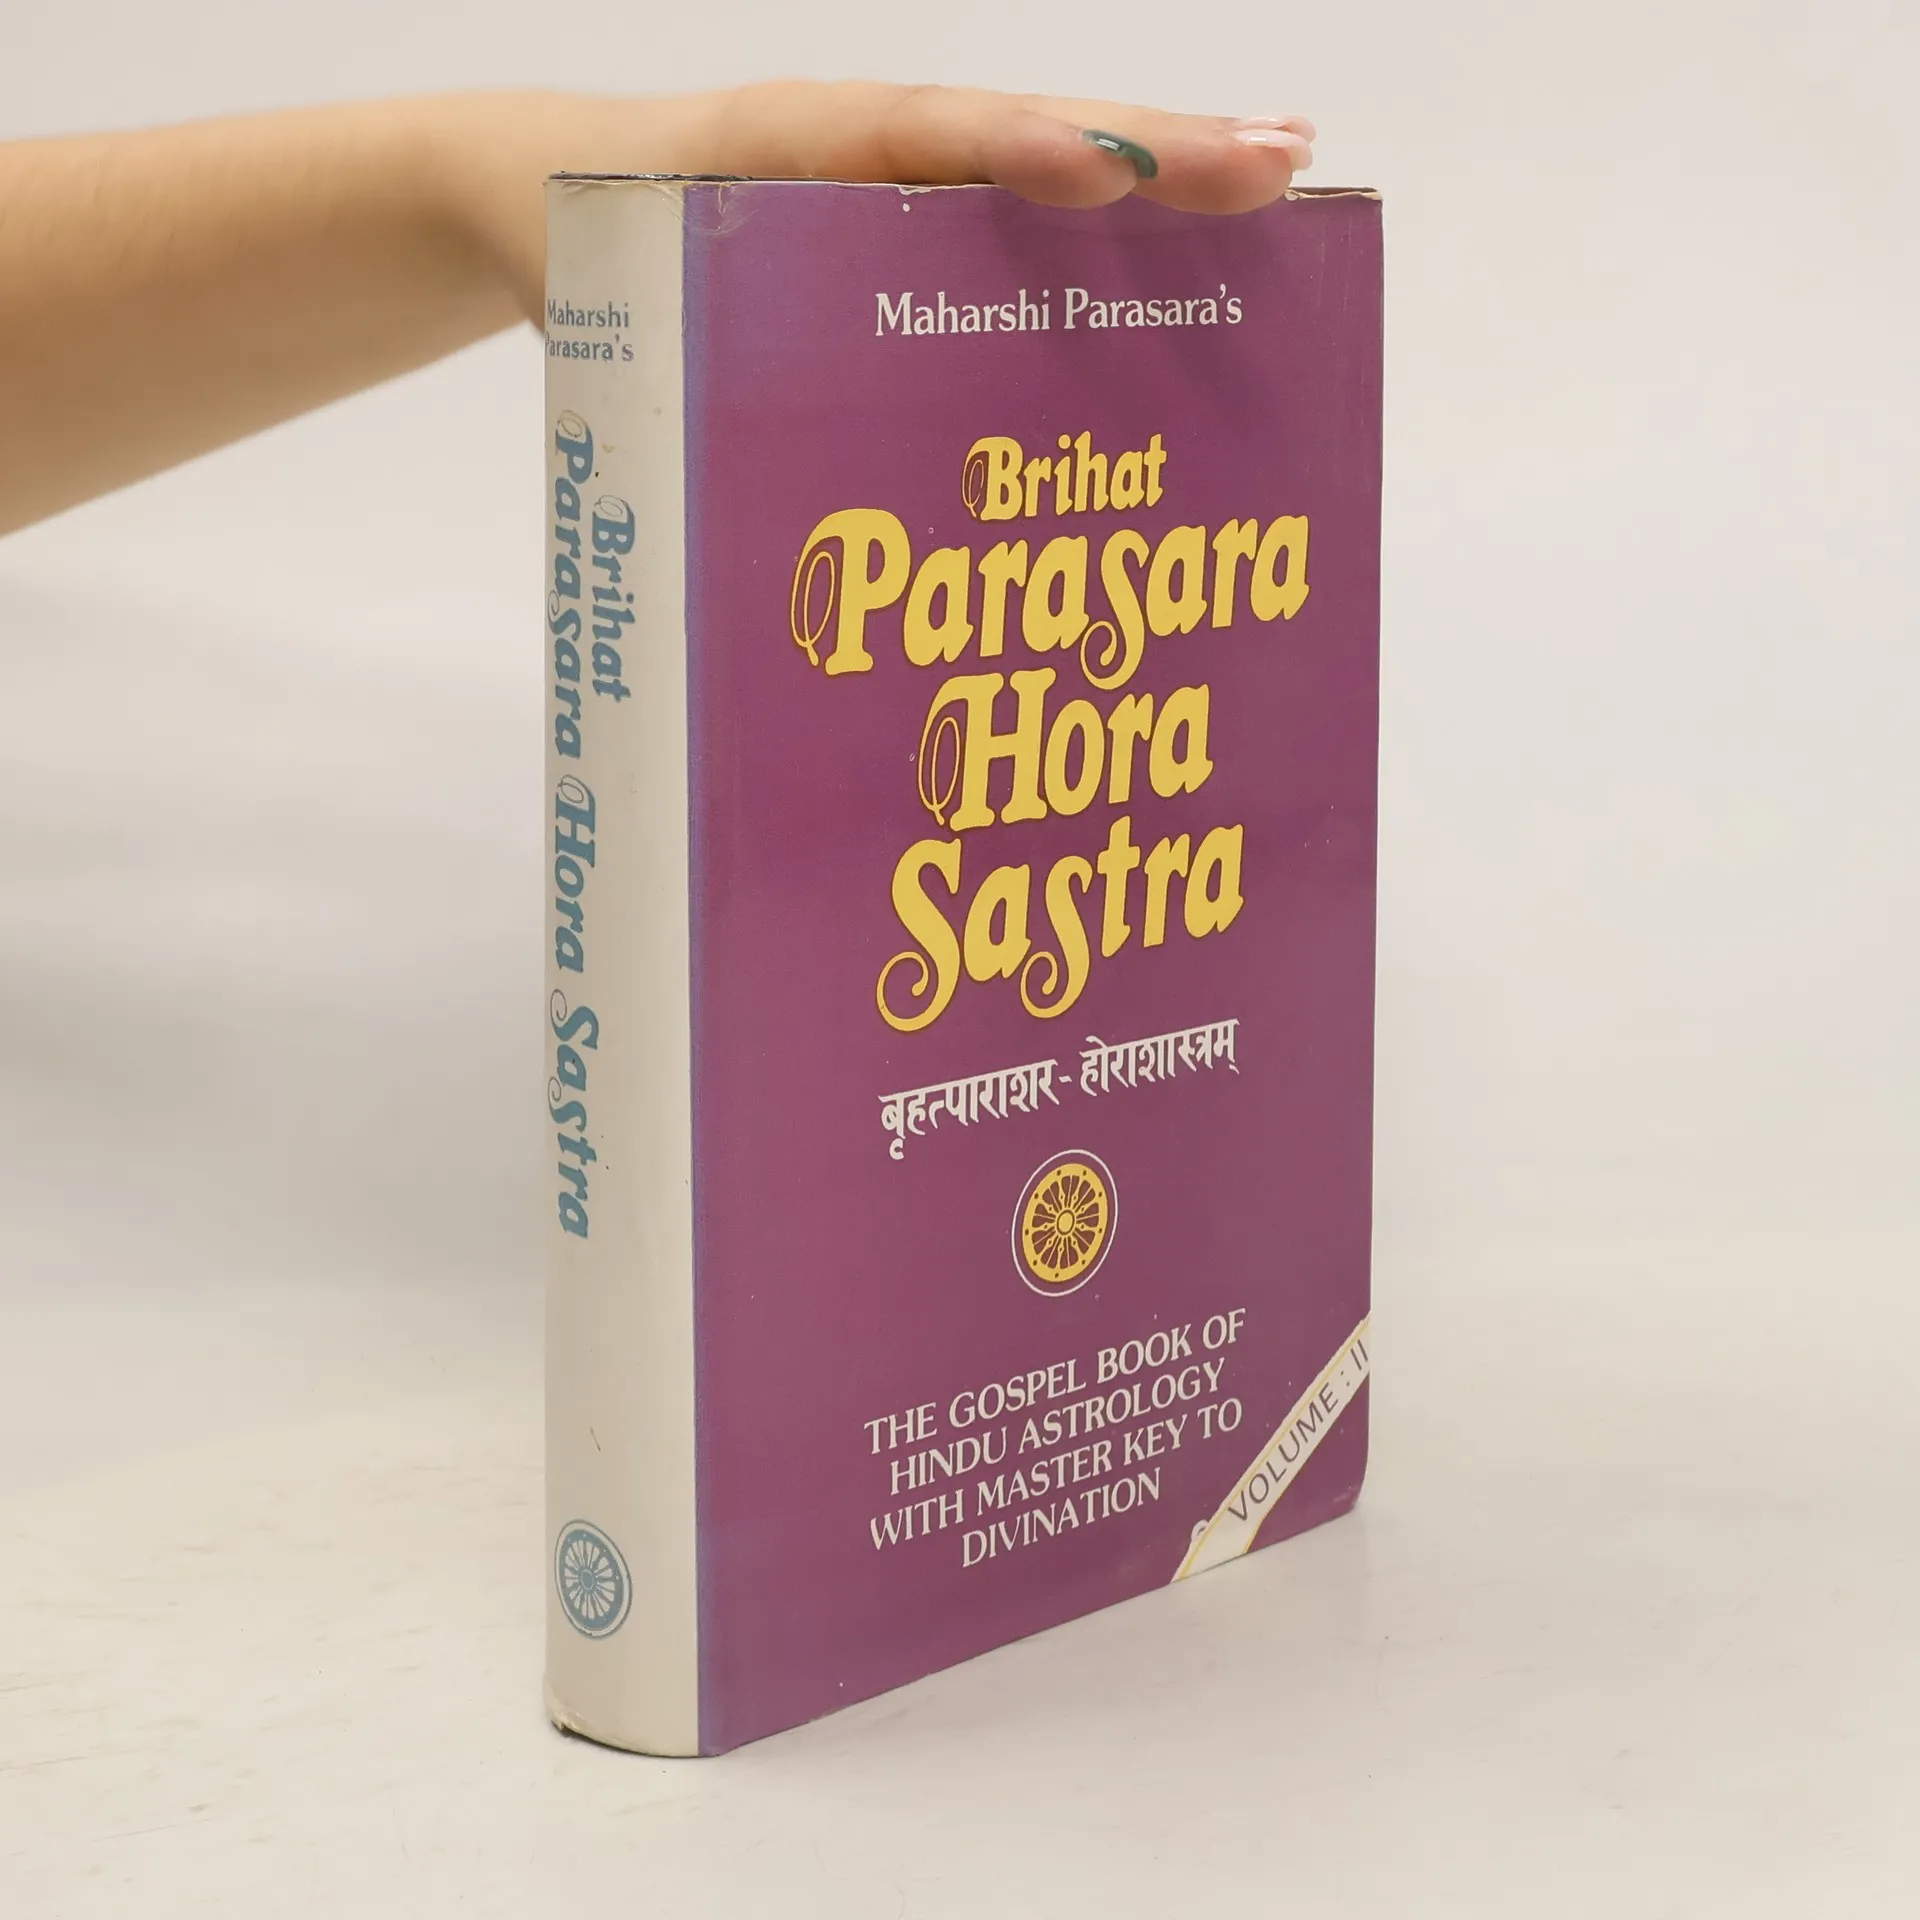 Maharshi
Parasara's
Brihat
Parasara Hora Sastra
Maharshi Parasara's
Brihat
Parasara
Hora
Sastra
बृहत्पाराशर-होराशास्त्रम्
THE GOSPEL BOOK OF
HINDU ASTROLOGY
WITH MASTER KEY TO
DIVINATION
VOLUME : II